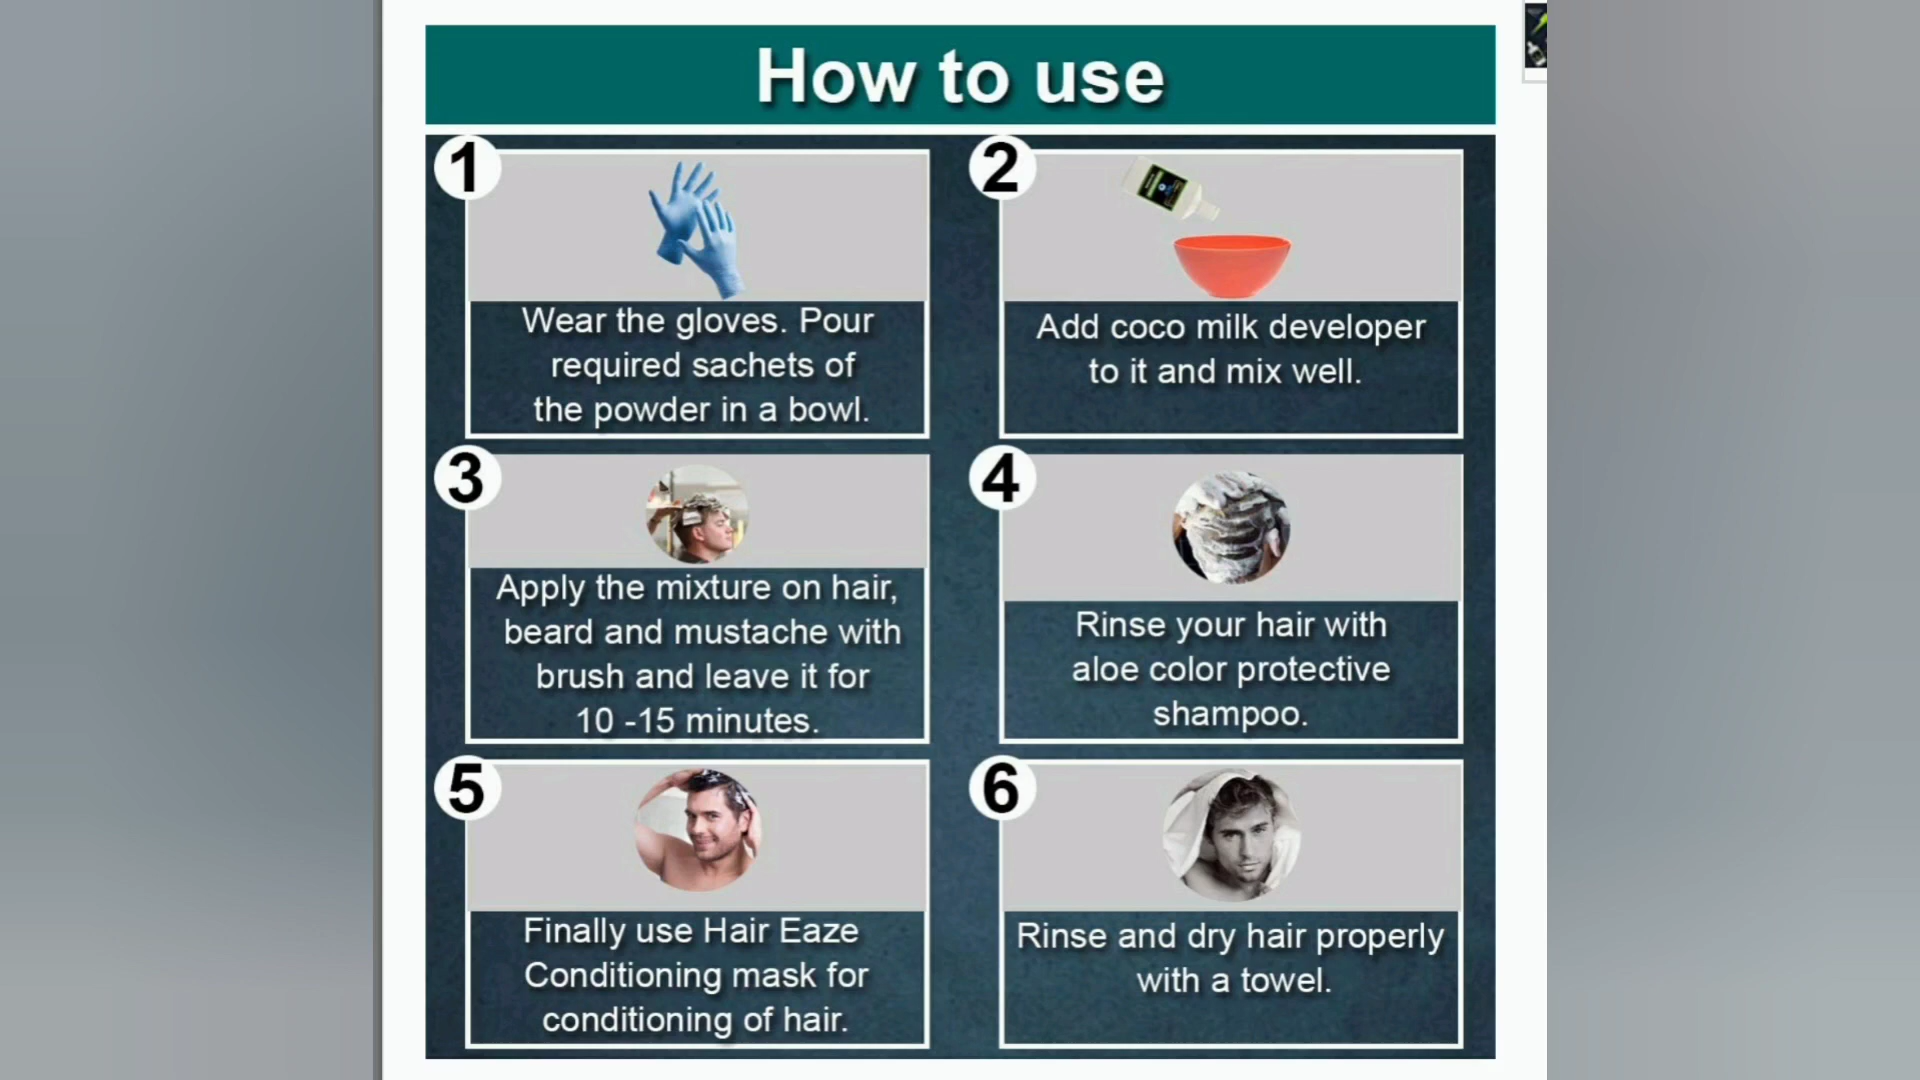 How to use
1
Wear the gloves. Pour
required sachets of
the powder in a bowl.
2
Add coco milk developer
to it and mix well.
3
Apply the mixture on hair,
beard and mustache with
brush and leave it for
10 -15 minutes.
4
Rinse your hair with
aloe color protective
shampoo.
5
Finally use Hair Eaze
Conditioning mask for
conditioning of hair.
6
Rinse and dry hair properly
with a towel.